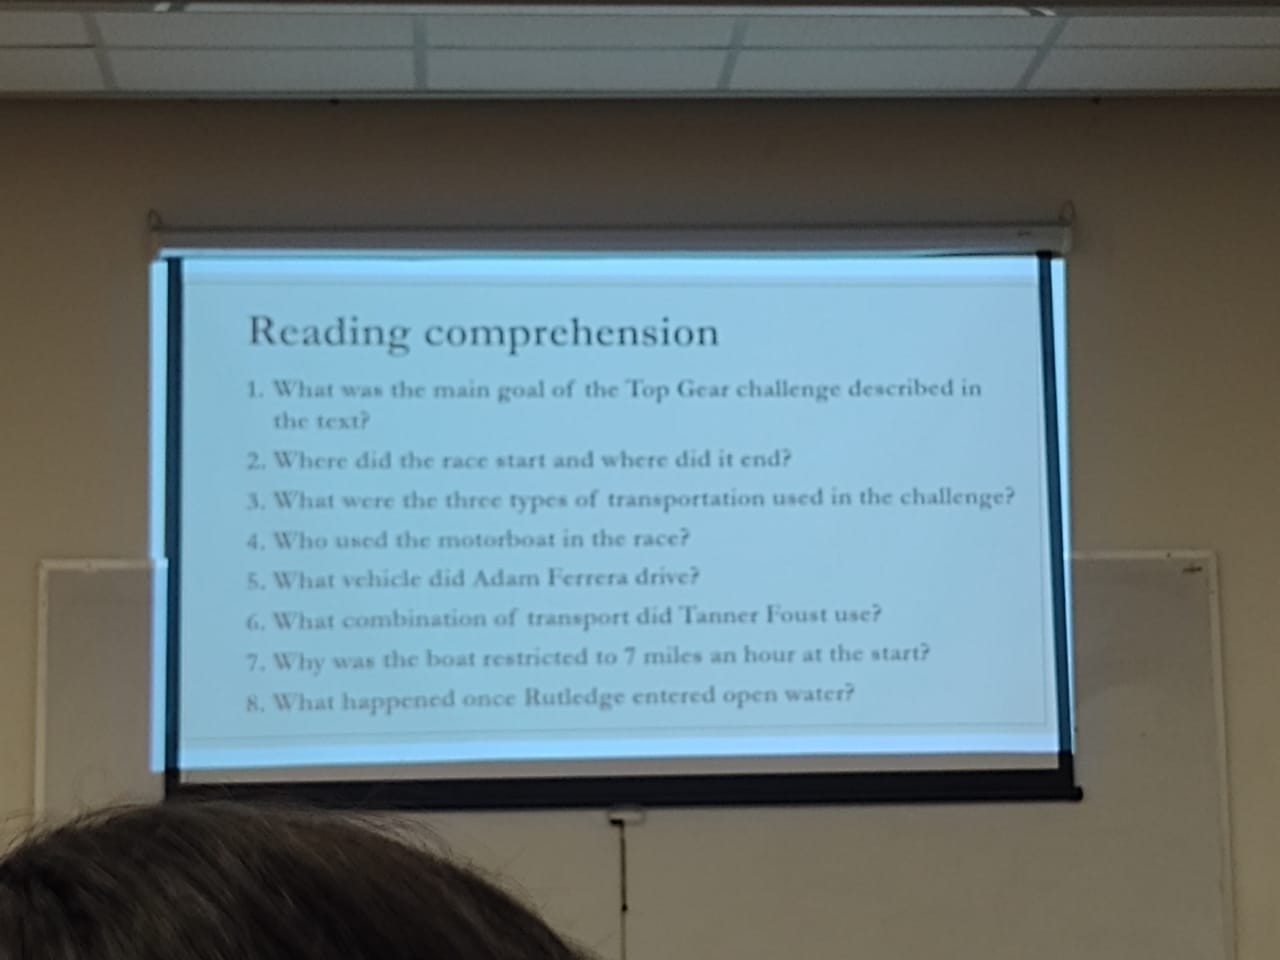 Reading comprehension
1. What was the main goal of the Top Gear challenge described in
the text?
2. Where did the race start and where did it end?
3. What were the three types of transportation used in the challenge?
4. Who used the motorboat in the race?
5. What vehicle did Adam Ferrera drive?
6. What combination of transport did Tanner Foust use?
7. Why was the boat restricted to 7 miles an hour at the start?
8. What happened once Rutledge entered open water?